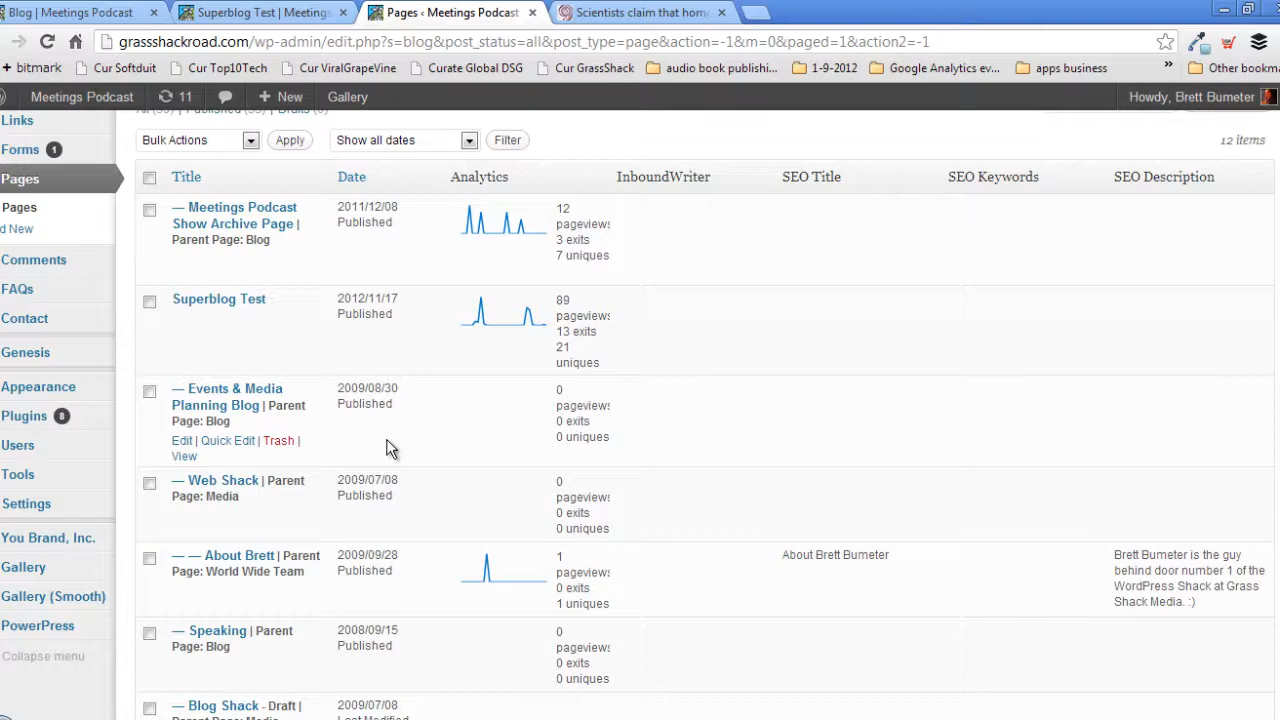 Blog | Meetings Podcast
Superblog Test | Meetings
Pages ‹ Meetings Podcast
Scientists claim that hom
grassshackroad.com/wp-admin/edit.php?s=blog&post_status=all&post_type=page&action=-1&m=0&paged=1&action2=-1
+ bitmark
Cur Softduit
Cur Top10Tech
Cur ViralGrapeVine
Curate Global DSG
Cur GrassShack
audio book publishi...
1-9-2012
Google Analytics ev...
apps business
»
Other bookma
Meetings Podcast
11
+ New
Gallery
Howdy, Brett Bumeter
Links
Forms 1
Pages
Pages
d New
Comments
FAQs
Contact
Genesis
Appearance
Plugins 8
Users
Tools
Settings
You Brand, Inc.
Gallery
Gallery (Smooth)
PowerPress
Collapse menu
Bulk Actions
Apply
Show all dates
Filter
12 items
Title
Date
Analytics
InboundWriter
SEO Title
SEO Keywords
SEO Description
— Meetings Podcast
Show Archive Page |
Parent Page: Blog
2011/12/08
Published
12
pageviews
3 exits
7 uniques
Superblog Test
2012/11/17
Published
89
pageviews
13 exits
21
uniques
— Events & Media
Planning Blog | Parent
Page: Blog
Edit | Quick Edit | Trash |
View
2009/08/30
Published
0
pageviews
0 exits
0 uniques
— Web Shack | Parent
Page: Media
2009/07/08
Published
0
pageviews
0 exits
0 uniques
— — About Brett | Parent
Page: World Wide Team
2009/09/28
Published
1
pageviews
0 exits
1 uniques
About Brett Bumeter
Brett Bumeter is the guy
behind door number 1 of the
WordPress Shack at Grass
Shack Media. :)
— Speaking | Parent
Page: Blog
2008/09/15
Published
0
pageviews
0 exits
0 uniques
— Blog Shack - Draft |
Parent Page: Media
2009/07/08
Last Modified